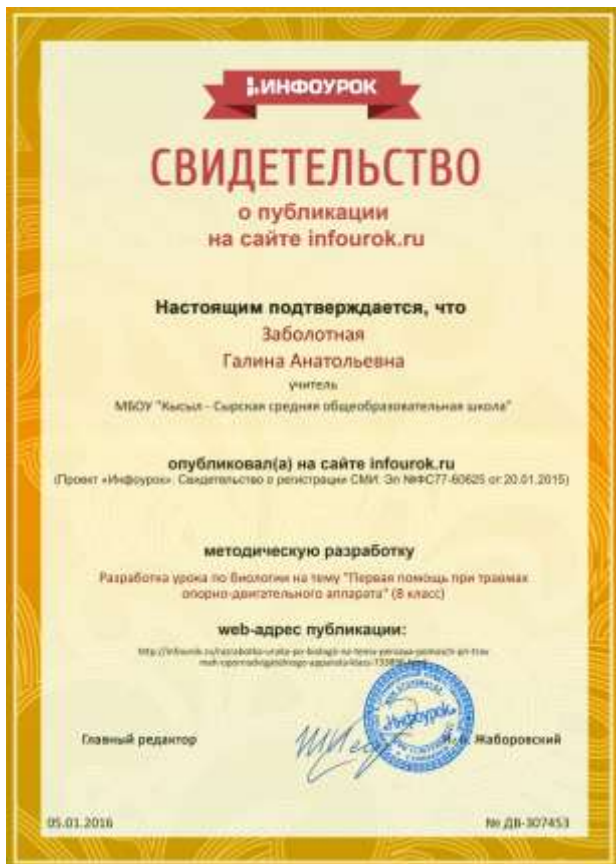 ИНФОУРОК
СВИДЕТЕЛЬСТВО
о публикации
на сайте infourok.ru
Настоящим подтверждается, что
Заболотная
Галина Анатольевна
учитель
МБОУ "Кысыл - Сырская средняя общеобразовательная школа"
опубликовал(а) на сайте infourok.ru
(Проект «Инфоурок». Свидетельство о регистрации СМИ: Эл №ФС77-60625 от 20.01.2015)
методическую разработку
Разработка урока по биологии на тему "Первая помощь при травмах
опорно-двигательного аппарата" (8 класс)
web-адрес публикации:
«Инфоурок»
Главный редактор
Жаборовский
05.01.2016
№ ДВ-307453